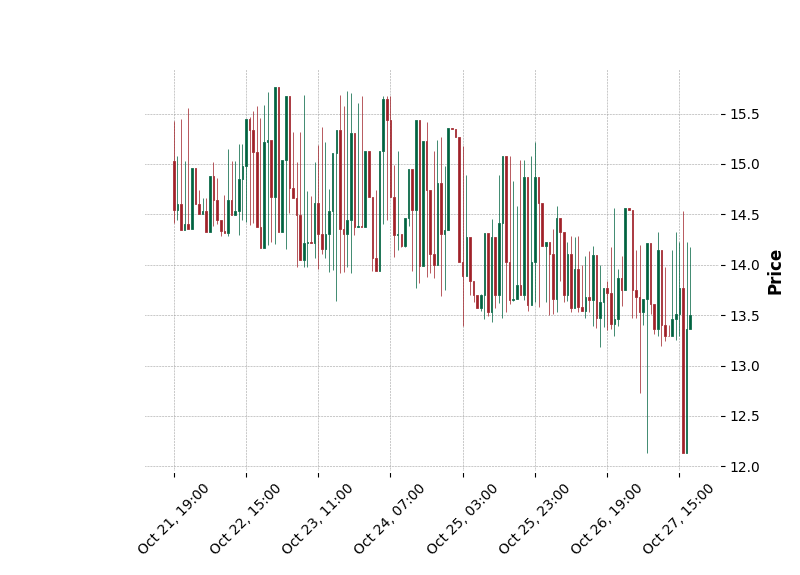 15.5
15.0
14.5
14.0
13.5
13.0
12.5
12.0
Price
Oct 21, 19:00
Oct 22, 15:00
Oct 23, 11:00
Oct 24, 07:00
Oct 25, 03:00
Oct 25, 23:00
Oct 26, 19:00
Oct 27, 15:00